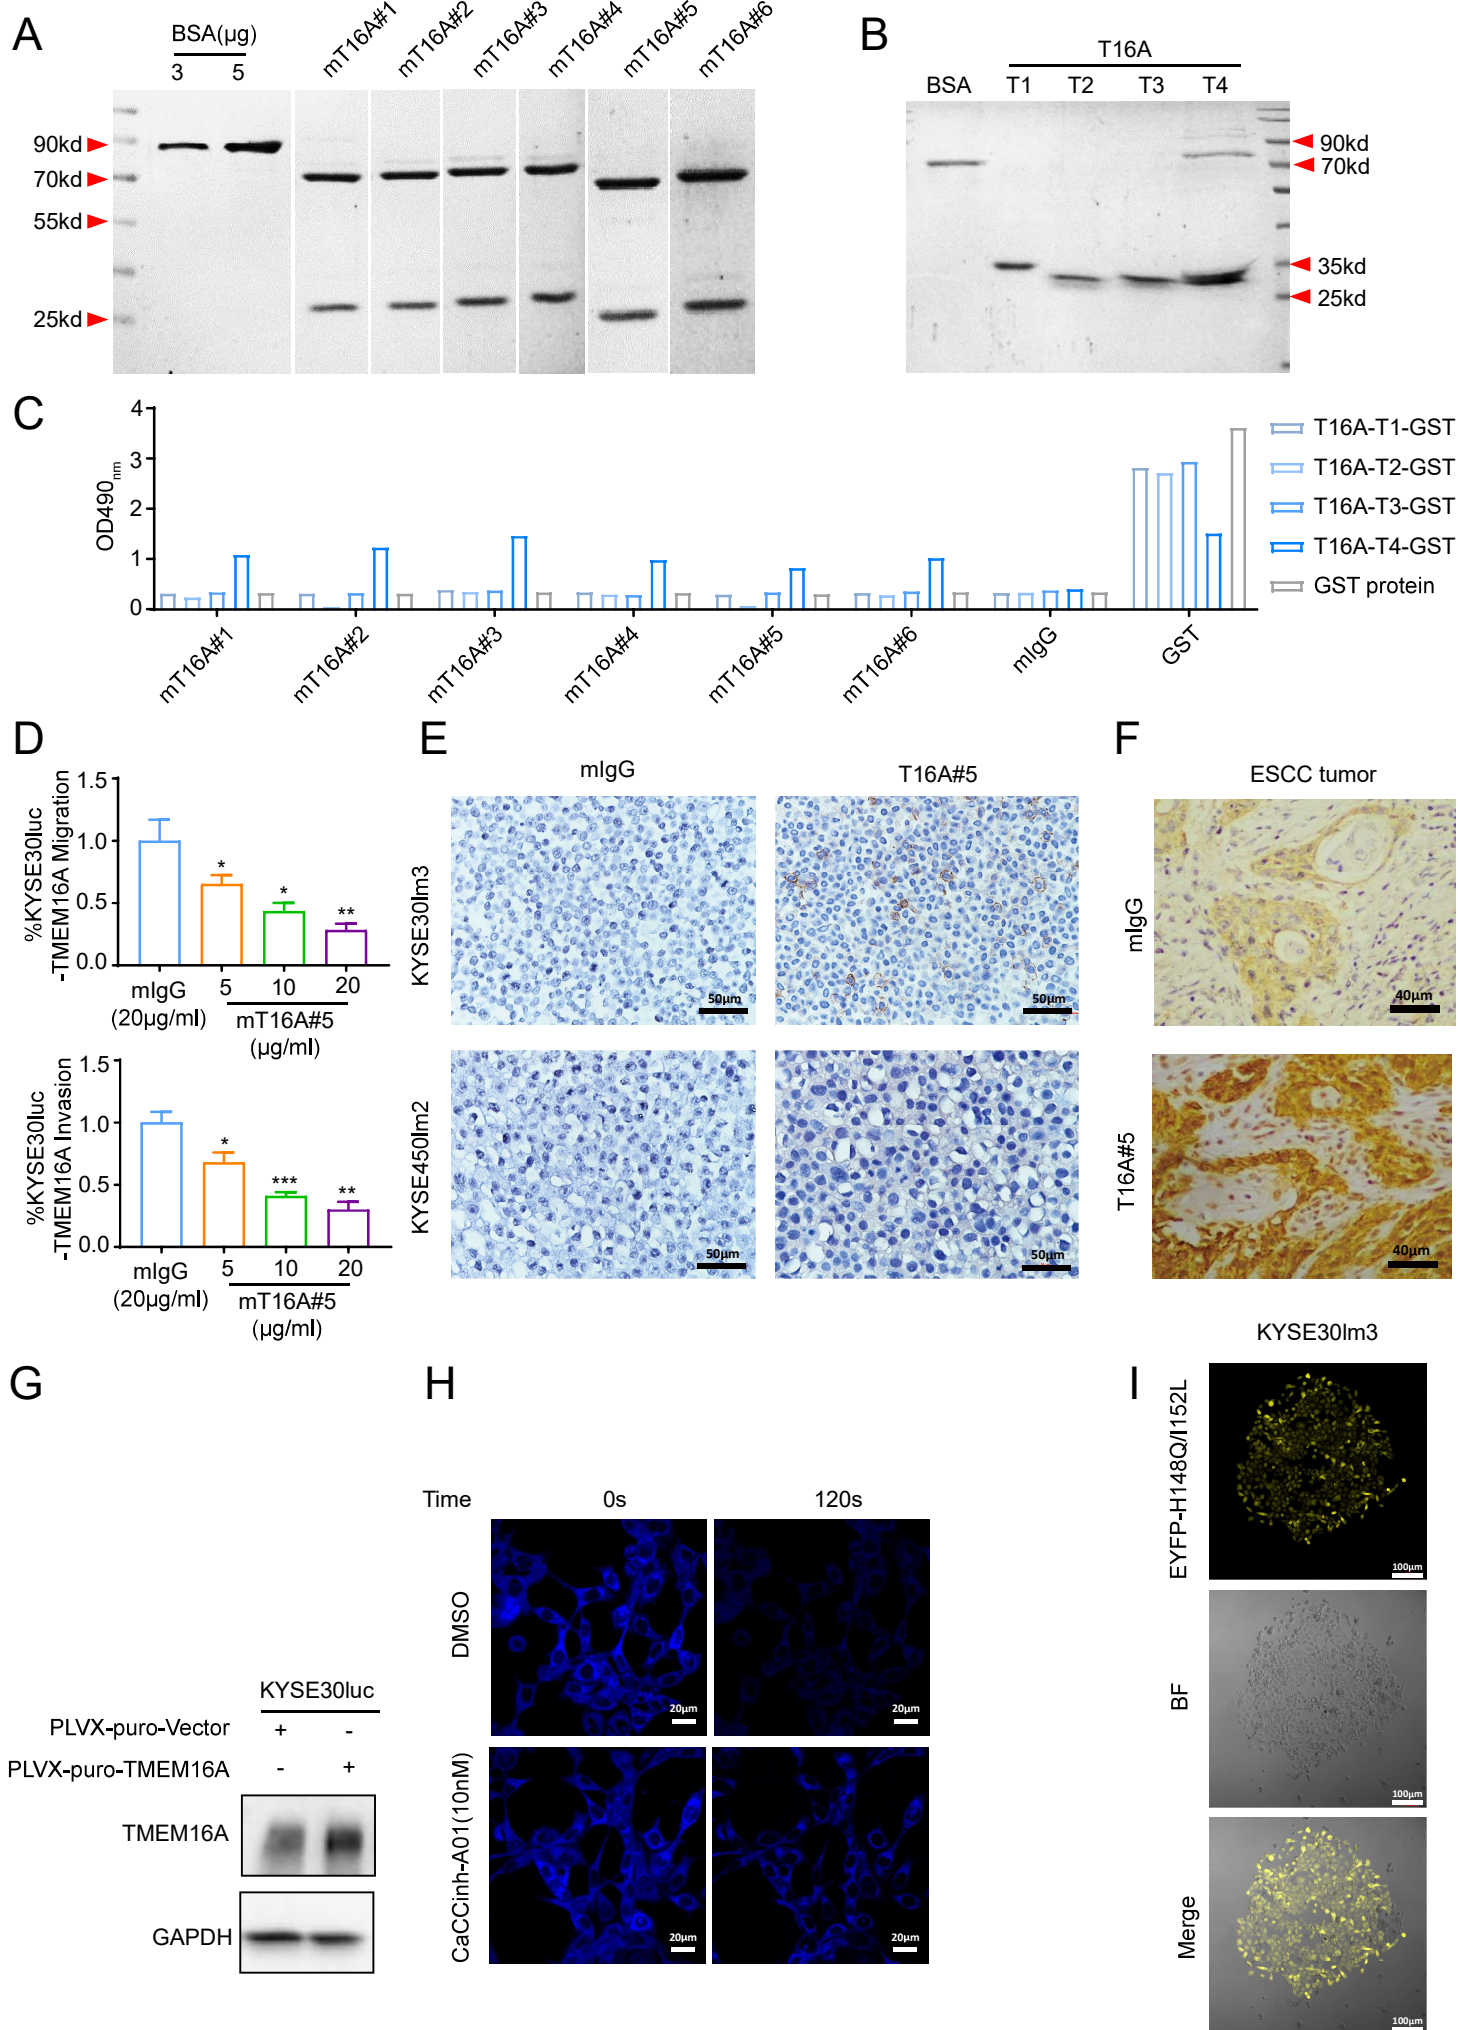 A
BSA(µg)
3 5
mT16A#1 mT16A#2 mT16A#3 mT16A#4 mT16A#5 mT16A#6
90kd
70kd
55kd
25kd
B
T16A
BSA T1 T2 T3 T4
90kd
70kd
35kd
25kd
C
OD490nm
4
3
2
1
0
mT16A#1 mT16A#2 mT16A#3 mT16A#4 mT16A#5 mT16A#6 mIgG GST
T16A-T1-GST
T16A-T2-GST
T16A-T3-GST
T16A-T4-GST
GST protein
D
%KYSE30luc
-TMEM16A Migration
1.5
1.0
0.5
0.0
* * **
mIgG 5 10 20
(20µg/ml) mT16A#5
(µg/ml)
%KYSE30luc
-TMEM16A Invasion
1.5
1.0
0.5
0.0
* *** **
mIgG 5 10 20
(20µg/ml) mT16A#5
(µg/ml)
E
mIgG T16A#5
KYSE30lm3
50µm 50µm
KYSE450lm2
50µm 50µm
F
ESCC tumor
mIgG
40µm
T16A#5
40µm
G
KYSE30luc
PLVX-puro-Vector + -
PLVX-puro-TMEM16A - +
TMEM16A
GAPDH
H
Time 0s 120s
DMSO
20µm 20µm
CaCCinh-A01(10nM)
20µm 20µm
I
KYSE30lm3
EYFP-H148Q/I152L
100µm
BF
100µm
Merge
100µm